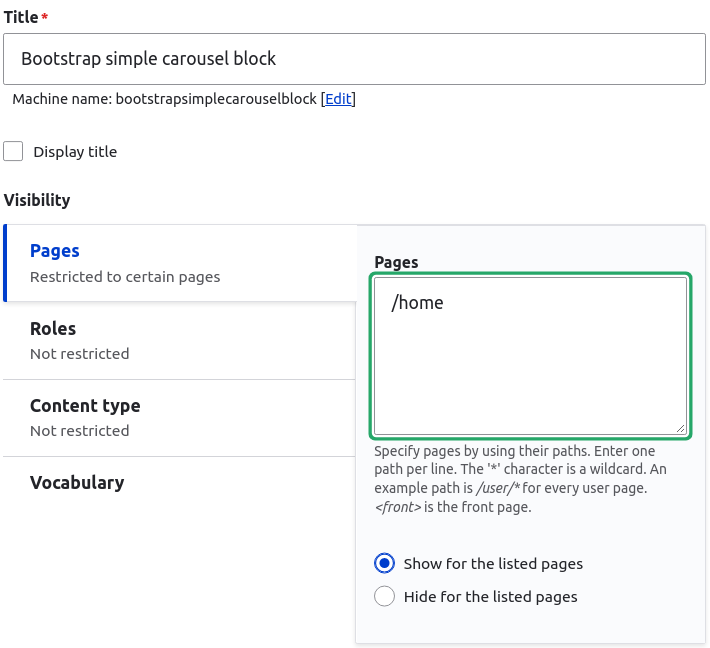 Title*
Bootstrap simple carousel block
Machine name: bootstrapsimplecarouselblock [Edit]
Display title
Visibility
Pages
Restricted to certain pages
Roles
Not restricted
Content type
Not restricted
Vocabulary
Pages
/home
Specify pages by using their paths. Enter one
path per line. The '*' character is a wildcard. An
example path is /user/* for every user page.
<front> is the front page.
Show for the listed pages
Hide for the listed pages